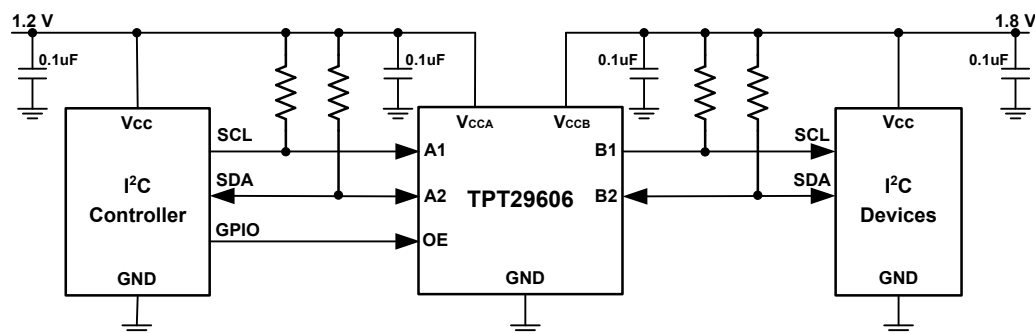 1.2 V
1.8 V
0.1uF
0.1uF
0.1uF
0.1uF
Vcc
VCCA
VCCB
Vcc
SCL
A1
B1
SCL
SDA
A2
B2
SDA
I²C
Controller
TPT29606
I²C
Devices
GPIO
OE
GND
GND
GND